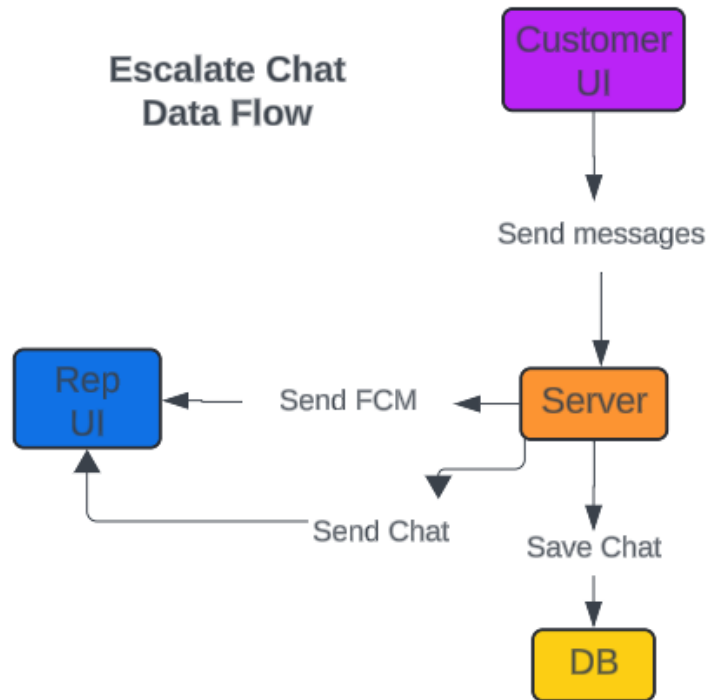 Escalate Chat
Data Flow
Customer
UI
Send messages
Rep
UI
Send FCM
Server
Send Chat
Save Chat
DB